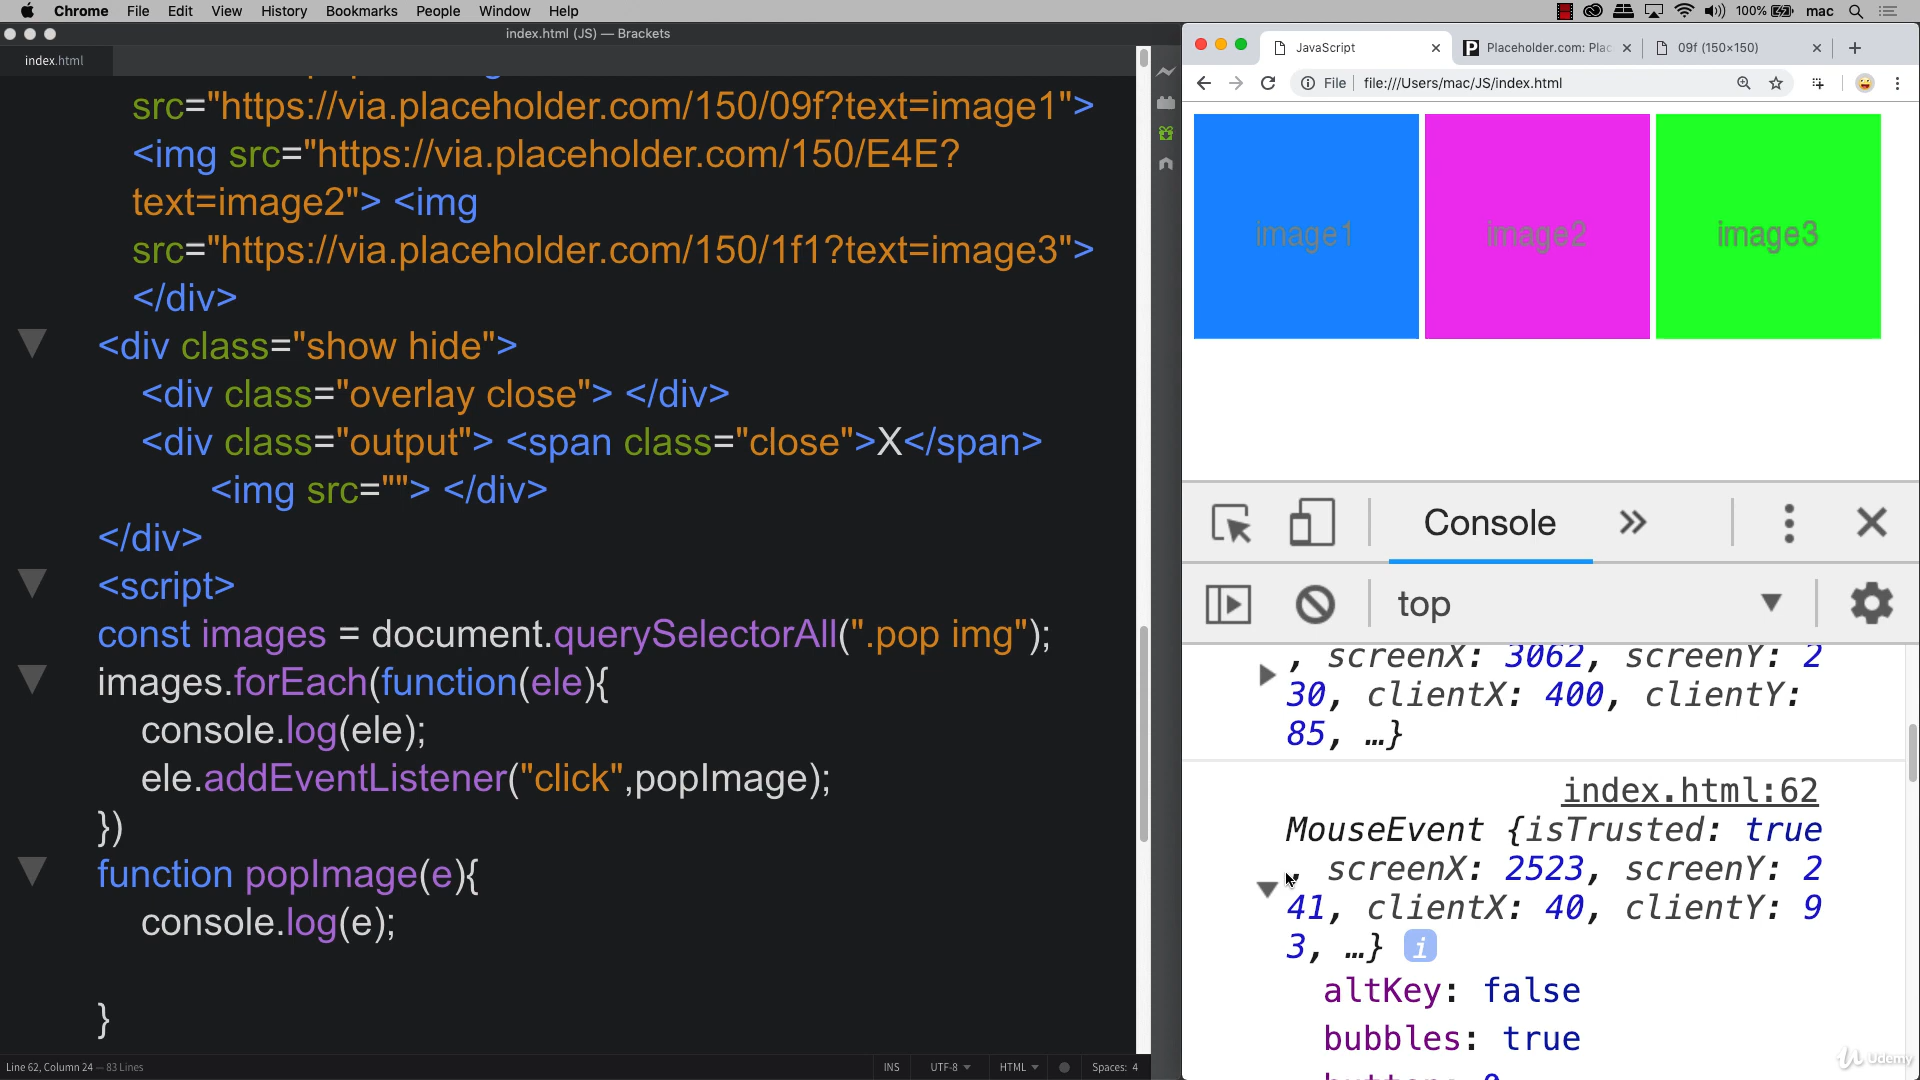 Chrome File Edit View History Bookmarks People Window Help 100% mac
index.html (JS) — Brackets
index.html
src="https://via.placeholder.com/150/09f?text=image1">
<img src="https://via.placeholder.com/150/E4E?
text=image2"> <img
src="https://via.placeholder.com/150/1f1?text=image3">
</div>
<div class="show hide">
<div class="overlay close"> </div>
<div class="output"> <span class="close">X</span>
<img src=""> </div>
</div>
<script>
const images = document.querySelectorAll(".pop img");
images.forEach(function(ele){
console.log(ele);
ele.addEventListener("click",popImage);
})
function popImage(e){
console.log(e);
}
Line 62, Column 24 — 83 Lines
INS UTF-8 HTML Spaces: 4
JavaScript Placeholder.com: Plac 09f (150×150)
File file:///Users/mac/JS/index.html
image1 image2 image3
Console
top
, screenX: 3062, screenY: 2
30, clientX: 400, clientY:
85, …}
index.html:62
MouseEvent {isTrusted: true
, screenX: 2523, screenY: 2
41, clientX: 40, clientY: 9
3, …} i
altKey: false
bubbles: true
Udemy